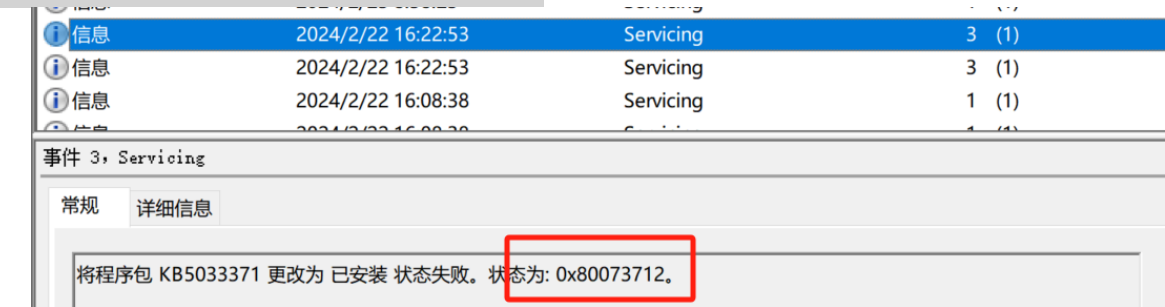 信息 2024/2/22 16:22:53 Servicing 3 (1)
信息 2024/2/22 16:22:53 Servicing 3 (1)
信息 2024/2/22 16:08:38 Servicing 1 (1)
事件 3，Servicing
常规 详细信息
将程序包 KB5033371 更改为 已安装 状态失败。状态为: 0x80073712。